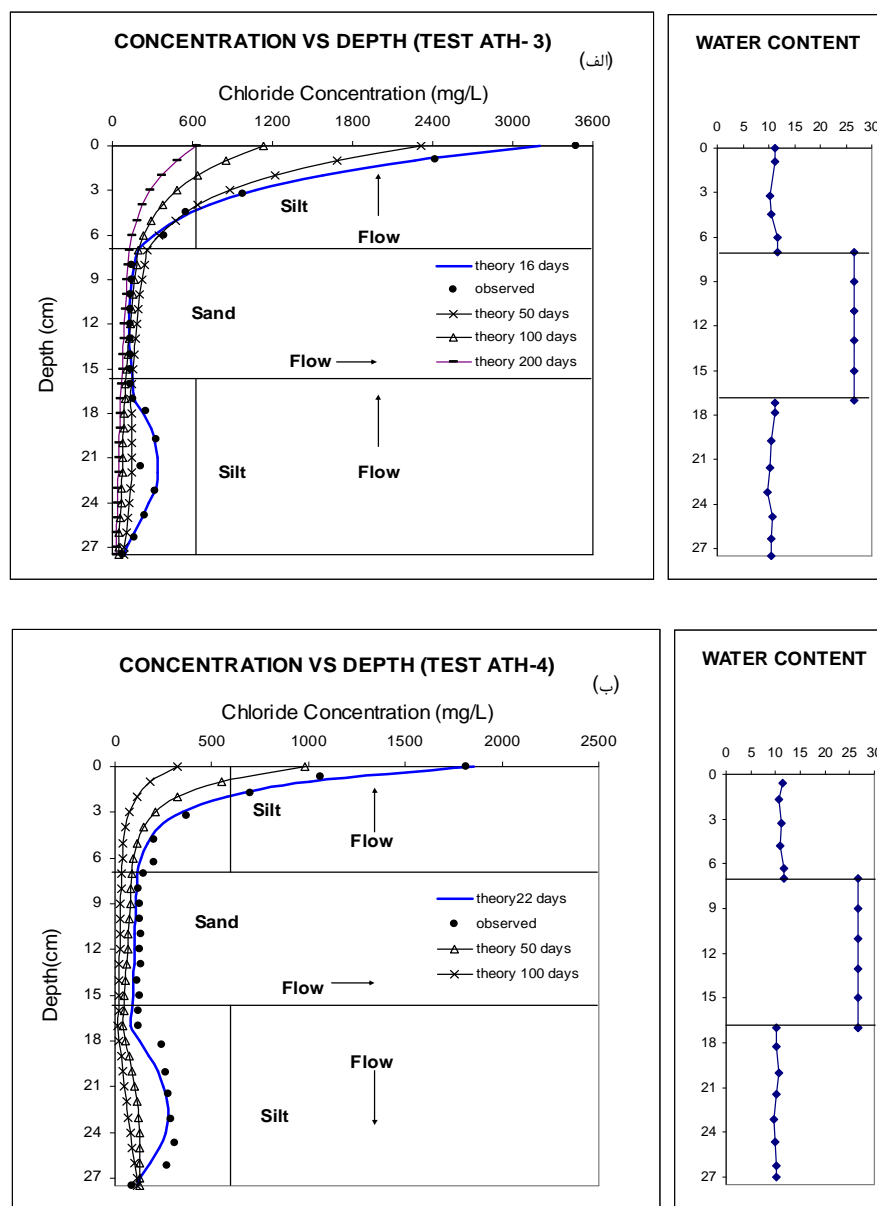 CONCENTRATION VS DEPTH (TEST ATH- 3)
(الف)
Chloride Concentration (mg/L)
0 600 1200 1800 2400 3000 3600
0
3
6
9
12
15
18
21
24
27
Depth (cm)
Silt
Flow
Sand
Flow
theory 16 days
observed
theory 50 days
theory 100 days
theory 200 days
Flow
Silt
WATER CONTENT
0 5 10 15 20 25 30
0
3
6
9
12
15
18
21
24
27
CONCENTRATION VS DEPTH (TEST ATH-4)
(ب)
Chloride Concentration (mg/L)
0 500 1000 1500 2000 2500
0
3
6
9
12
15
18
21
24
27
Depth(cm)
Silt
Flow
Sand
Flow
theory22 days
observed
theory 50 days
theory 100 days
Flow
Silt
WATER CONTENT
0 5 10 15 20 25 30
0
3
6
9
12
15
18
21
24
27